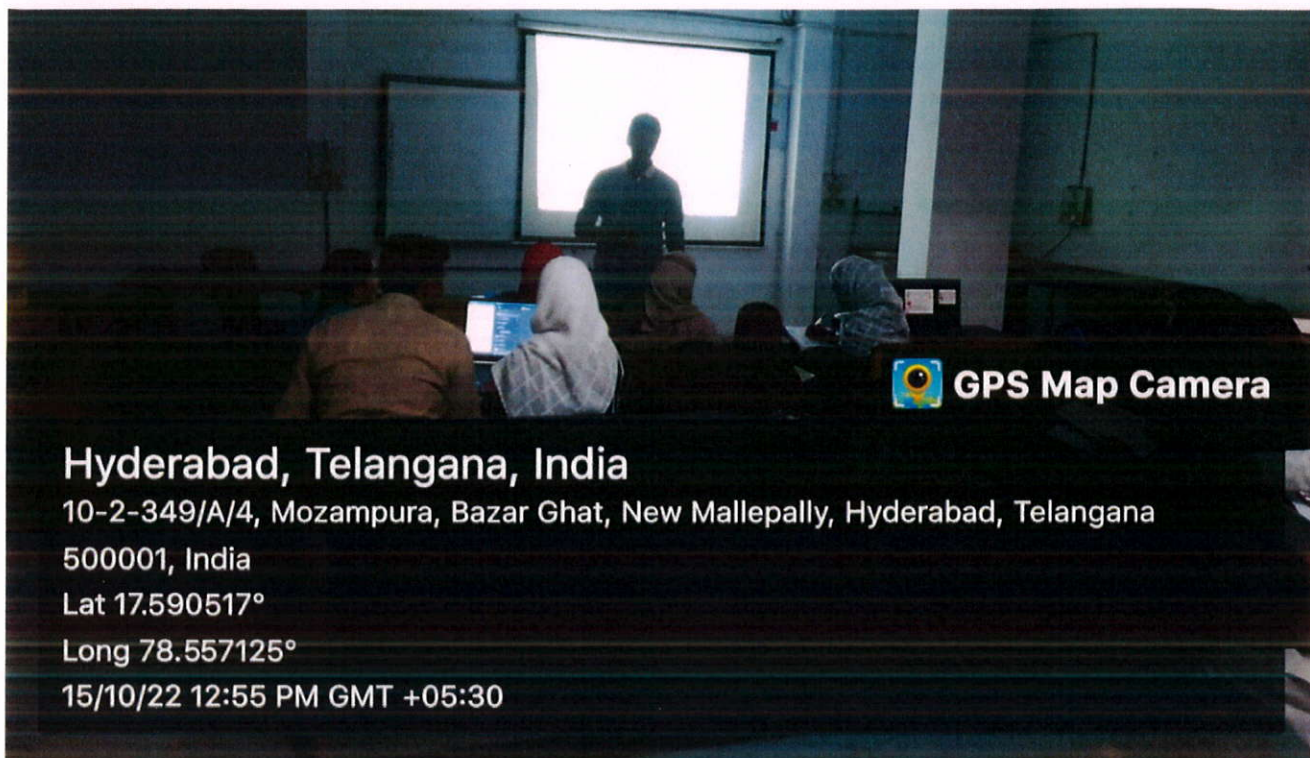 GPS Map Camera
Hyderabad, Telangana, India
10-2-349/A/4, Mozampura, Bazar Ghat, New Mallepally, Hyderabad, Telangana
500001, India
Lat 17.590517°
Long 78.557125°
15/10/22 12:55 PM GMT +05:30